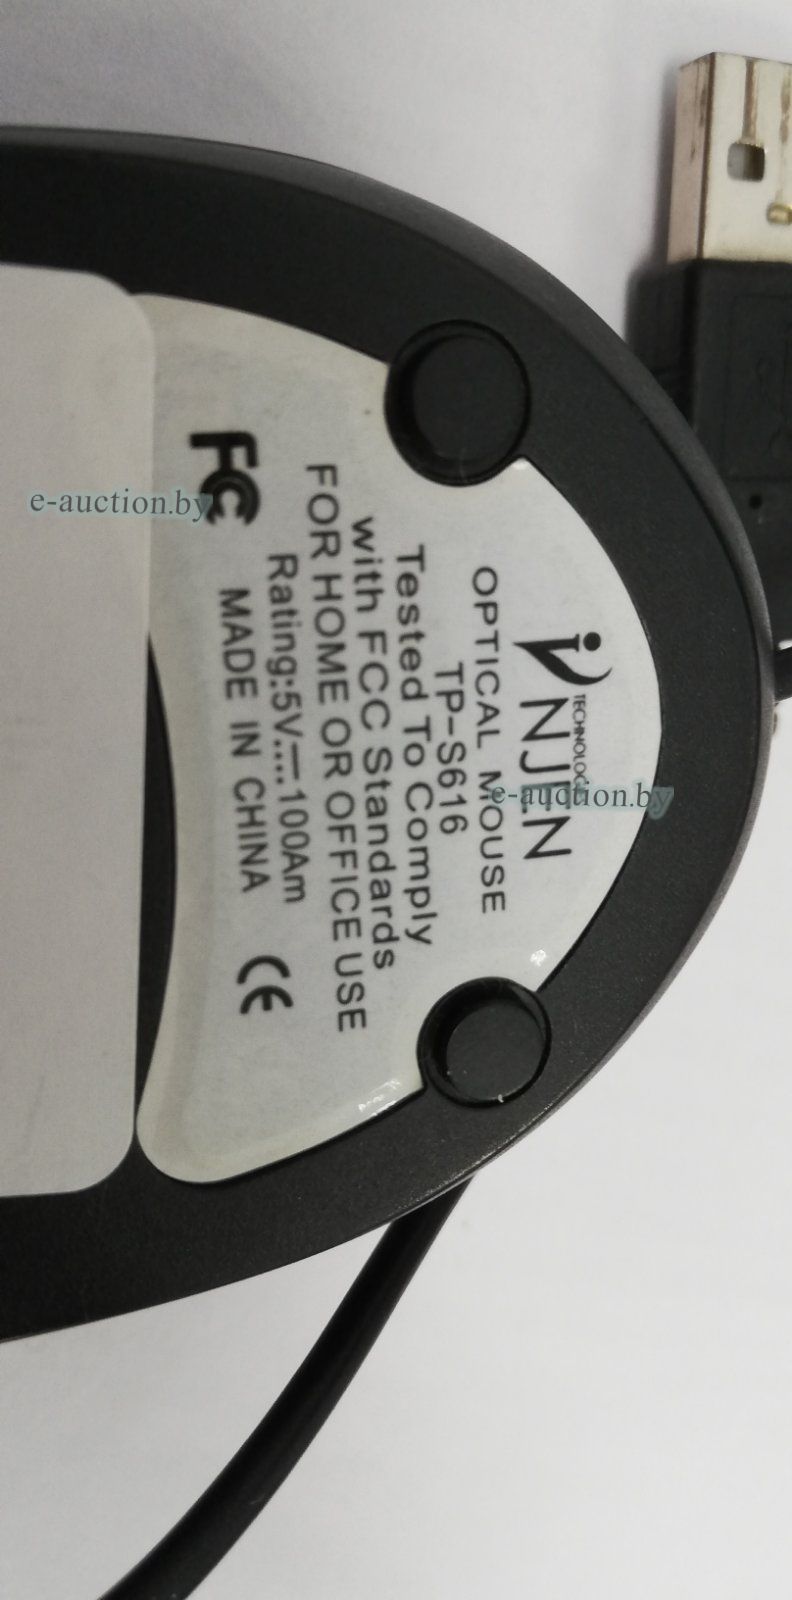 TECHNOLOGY
OPTICAL MOUSE
TP-S616
Tested To Comply
with FCC Standards
FOR HOME OR OFFICE USE
Rating:5V....100Am
FC MADE IN CHINA CE
e-auction.by
e-auction.by